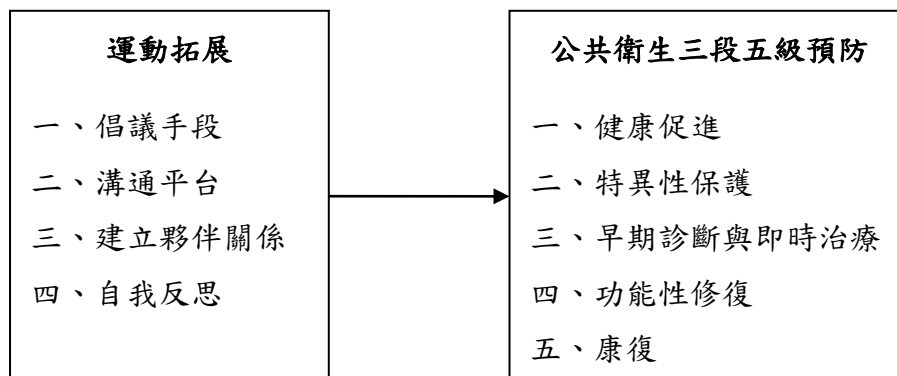 運動拓展
一、倡議手段
二、溝通平台
三、建立夥伴關係
四、自我反思
公共衛生三段五級預防
一、健康促進
二、特異性保護
三、早期診斷與即時治療
四、功能性修復
五、康復